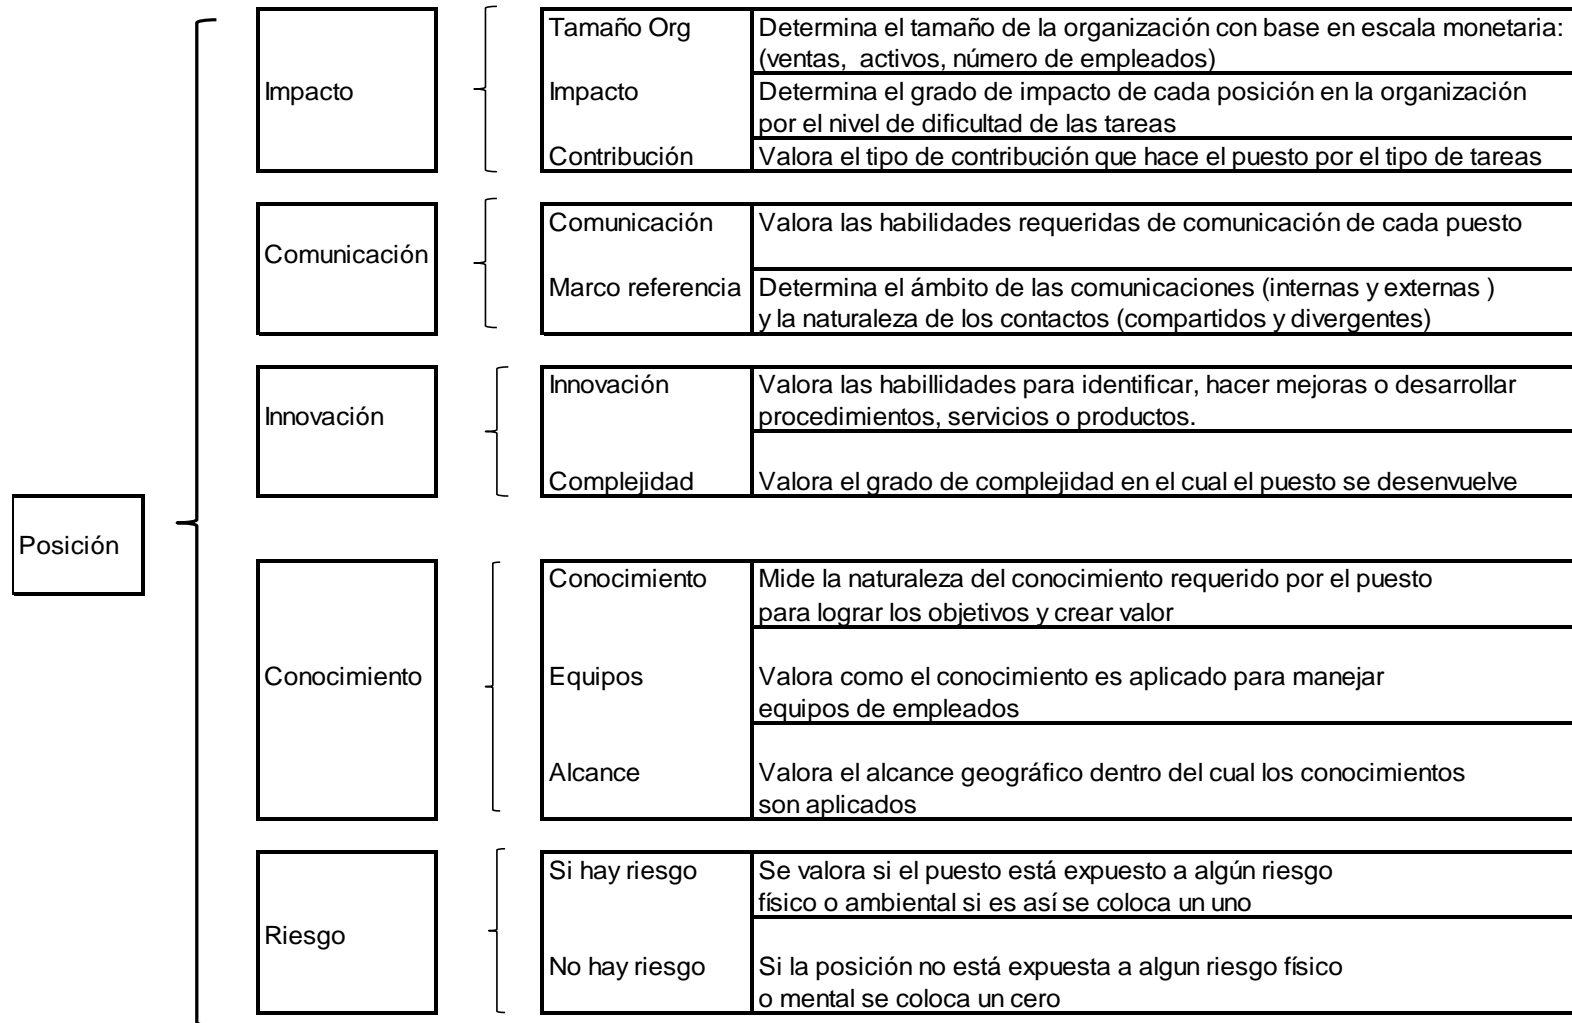 Posición
Impacto
Tamaño Org
Determina el tamaño de la organización con base en escala monetaria:
(ventas, activos, número de empleados)
Impacto
Determina el grado de impacto de cada posición en la organización
por el nivel de dificultad de las tareas
Contribución
Valora el tipo de contribución que hace el puesto por el tipo de tareas
Comunicación
Comunicación
Valora las habilidades requeridas de comunicación de cada puesto
Marco referencia
Determina el ámbito de las comunicaciones (internas y externas )
y la naturaleza de los contactos (compartidos y divergentes)
Innovación
Innovación
Valora las habillidades para identificar, hacer mejoras o desarrollar
procedimientos, servicios o productos.
Complejidad
Valora el grado de complejidad en el cual el puesto se desenvuelve
Conocimiento
Conocimiento
Mide la naturaleza del conocimiento requerido por el puesto
para lograr los objetivos y crear valor
Equipos
Valora como el conocimiento es aplicado para manejar
equipos de empleados
Alcance
Valora el alcance geográfico dentro del cual los conocimientos
son aplicados
Riesgo
Si hay riesgo
Se valora si el puesto está expuesto a algún riesgo
físico o ambiental si es así se coloca un uno
No hay riesgo
Si la posición no está expuesta a algun riesgo físico
o mental se coloca un cero